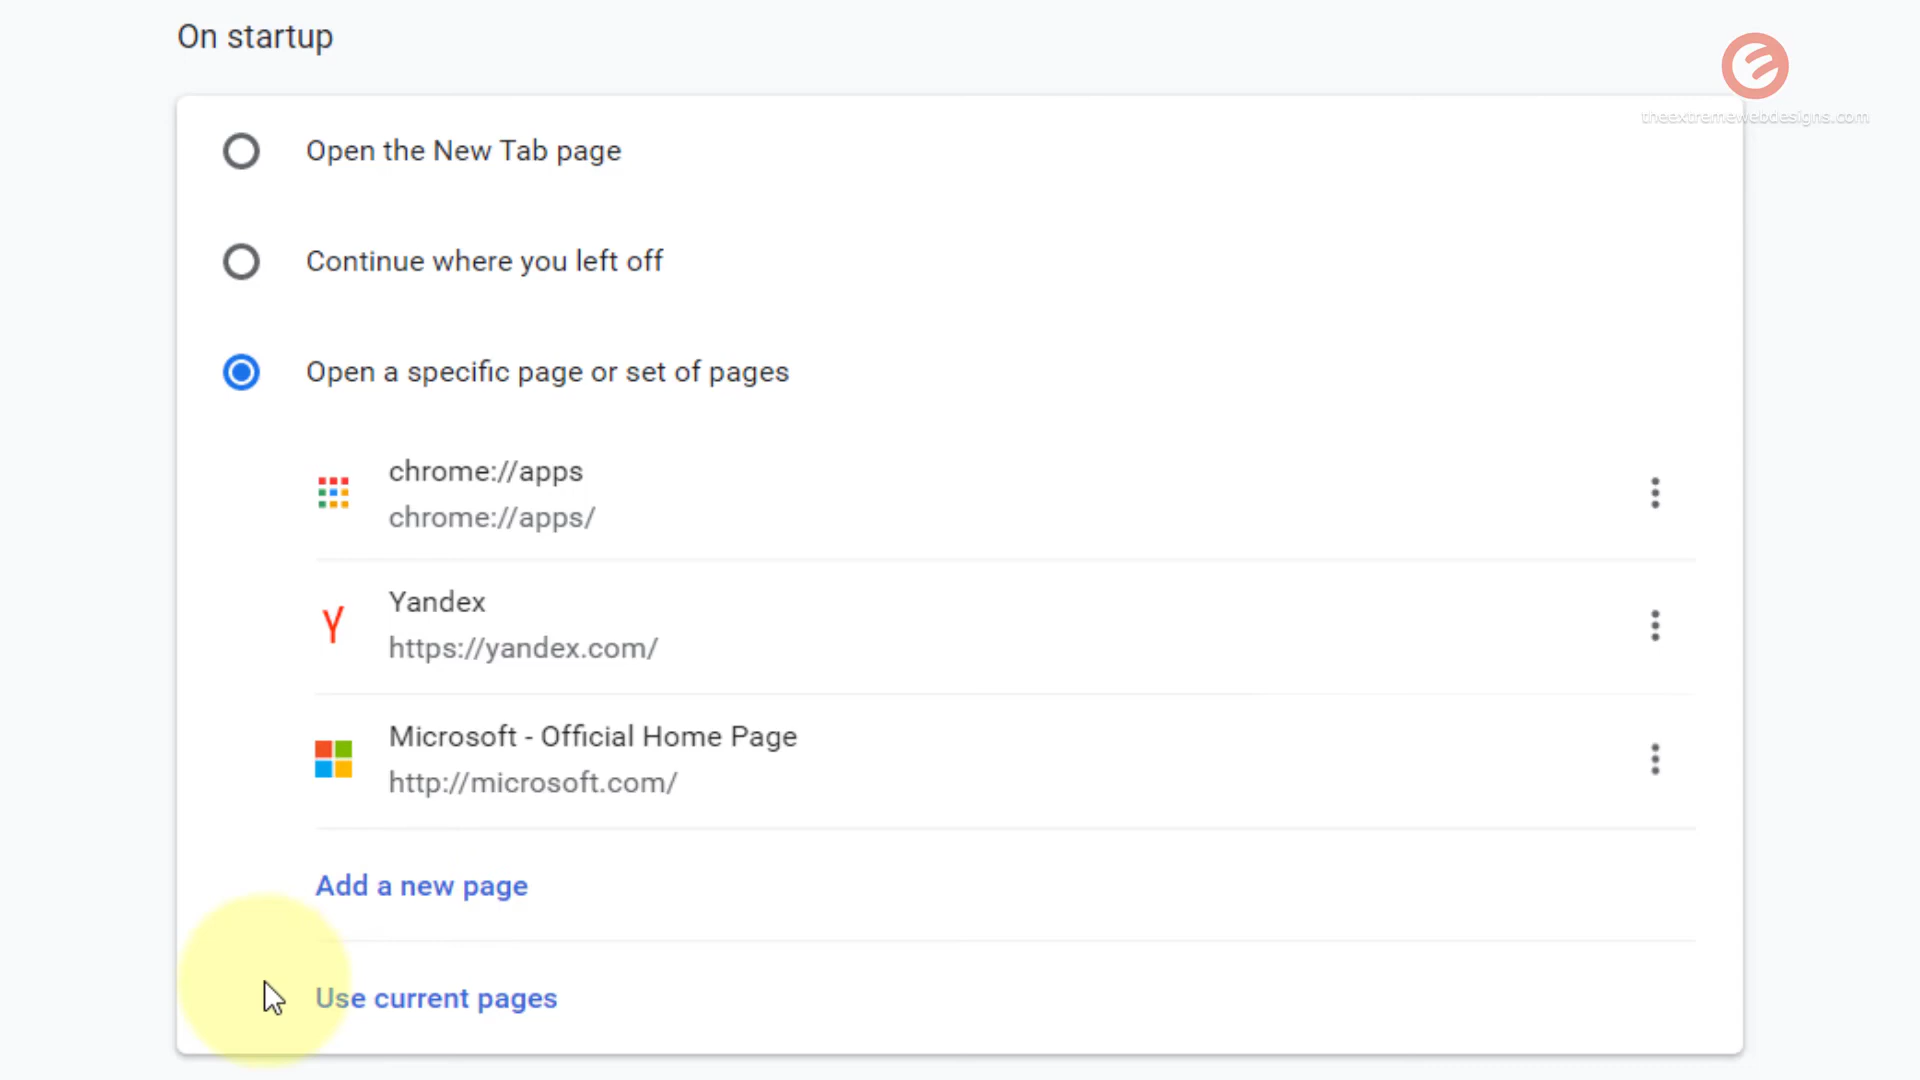 On startup
theextremewebdesigns.com
Open the New Tab page
Continue where you left off
Open a specific page or set of pages
chrome://apps
chrome://apps/
Yandex
https://yandex.com/
Microsoft - Official Home Page
http://microsoft.com/
Add a new page
Use current pages